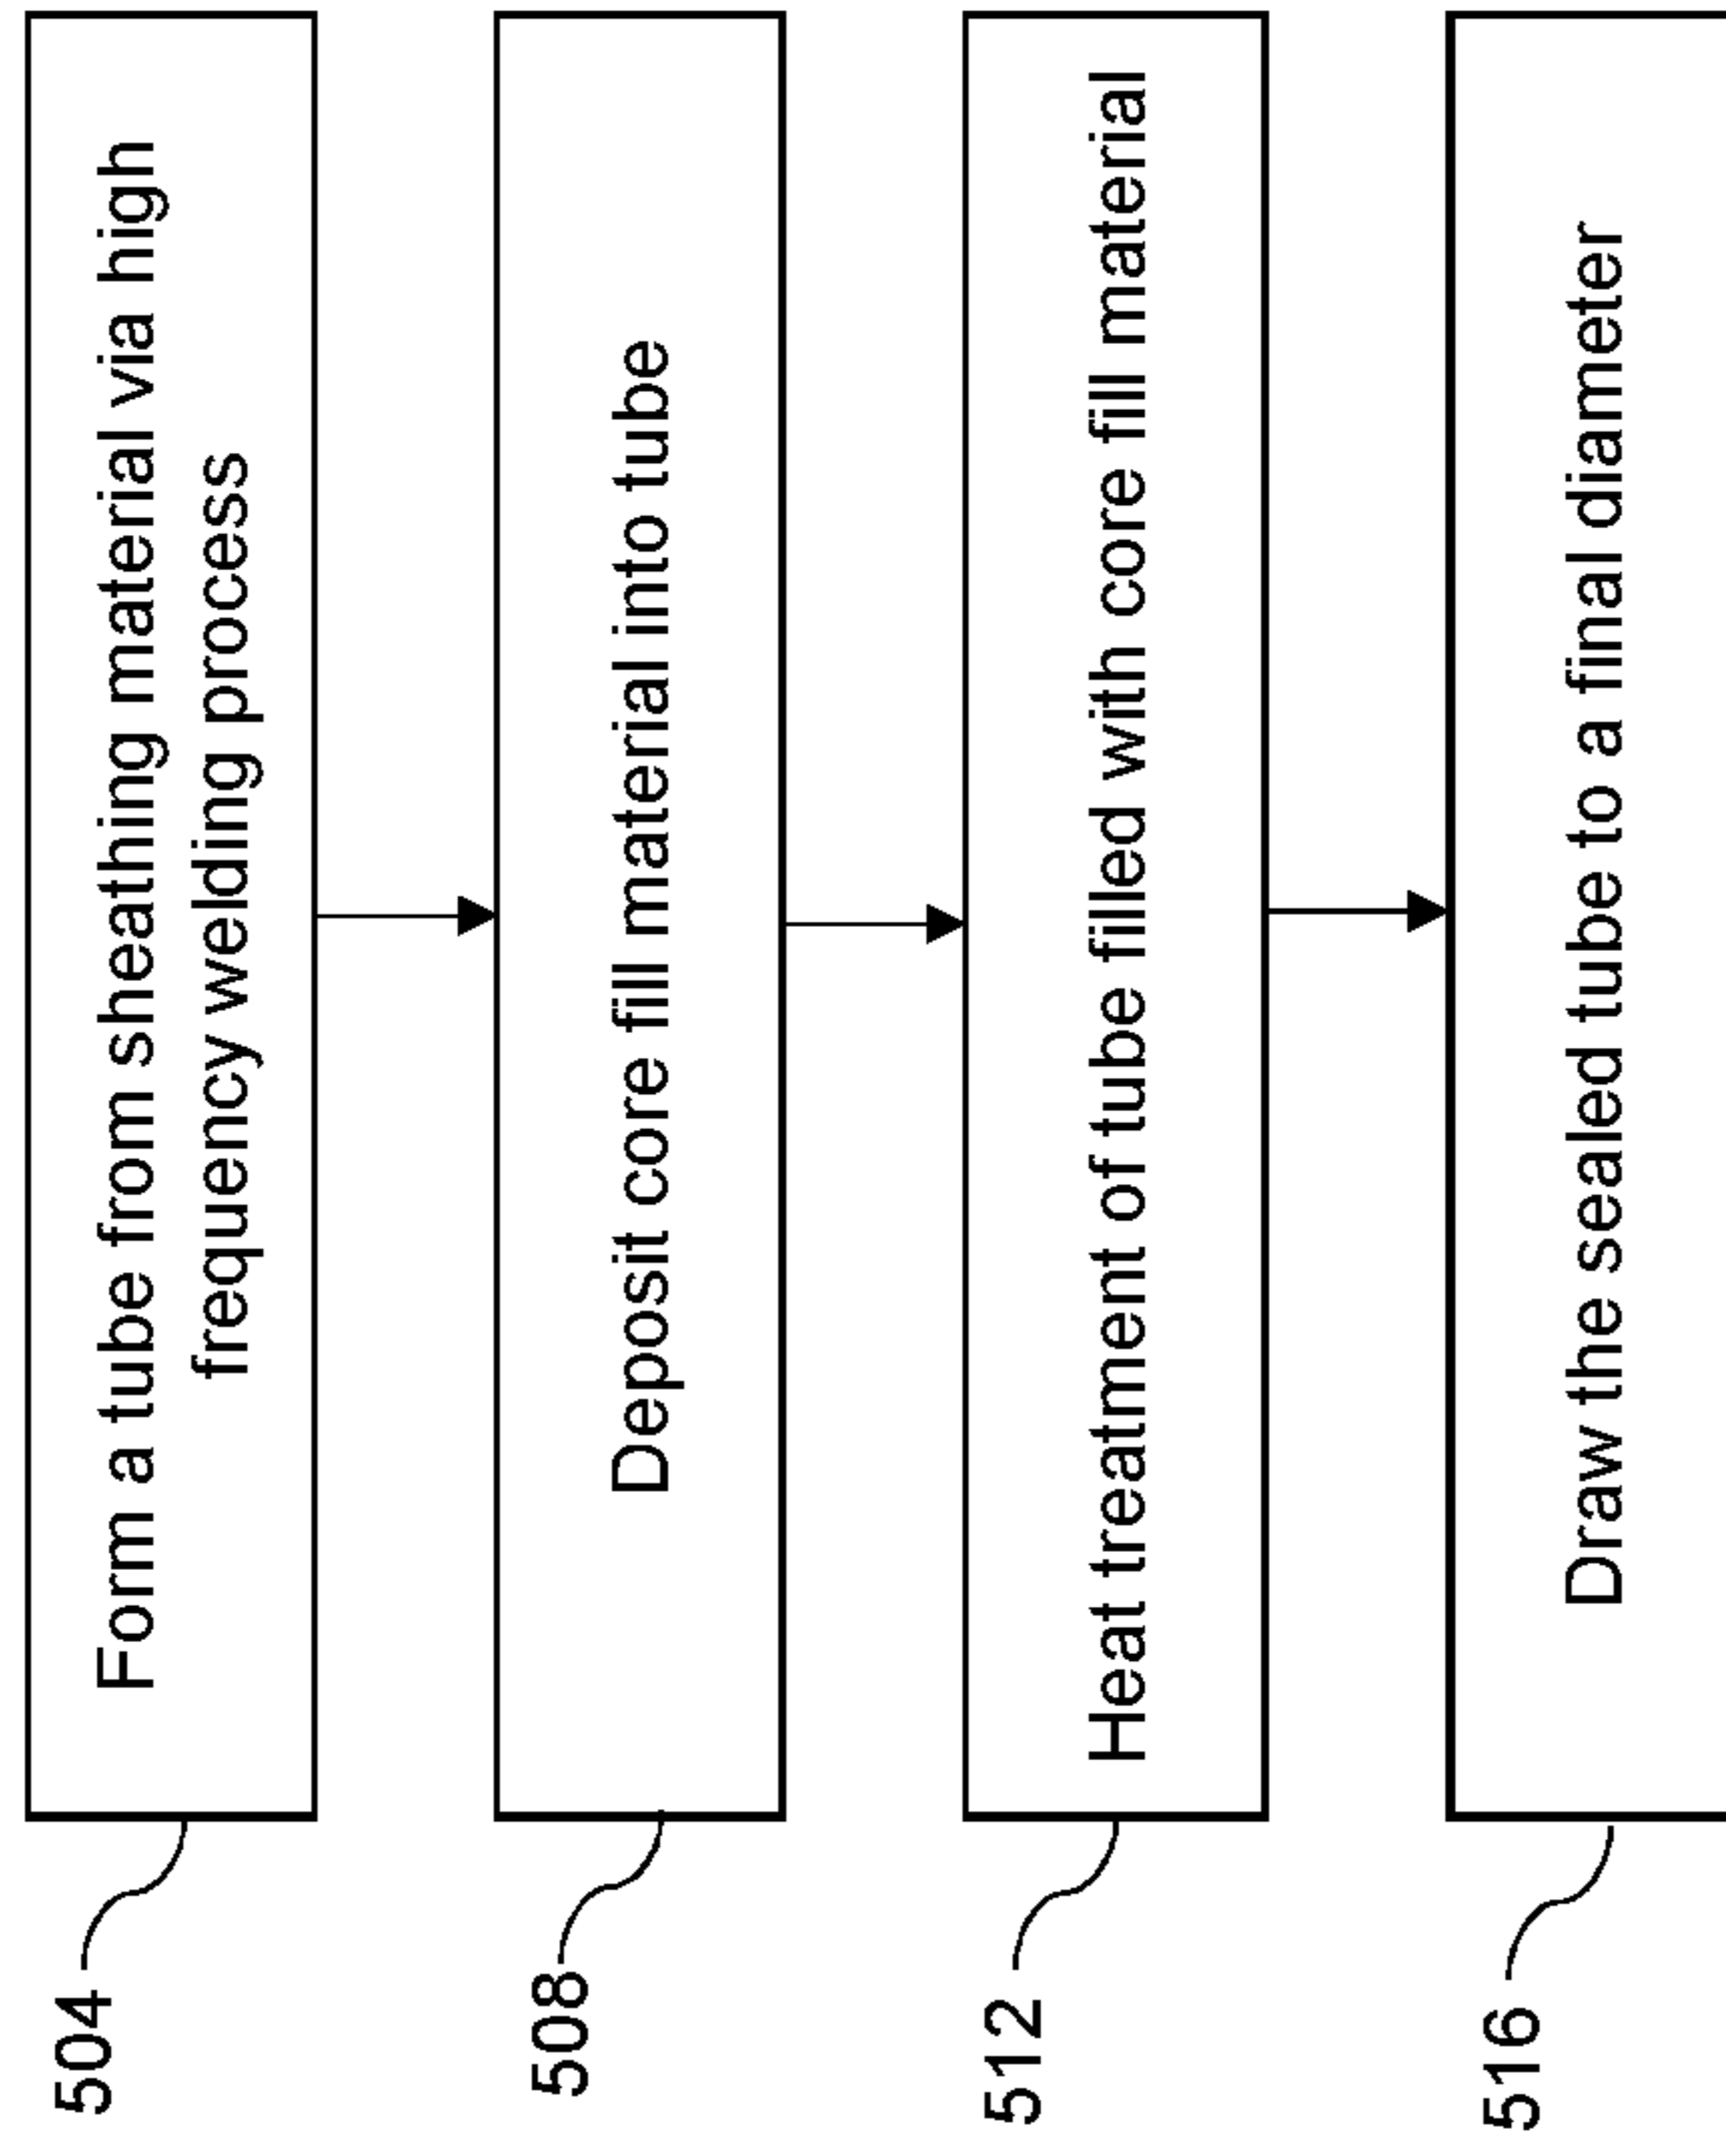 504
Form a tube from sheathing material via high
frequency welding process
508
Deposit core fill material into tube
512
Heat treatment of tube filled with core fill material
516
Draw the sealed tube to a final diameter